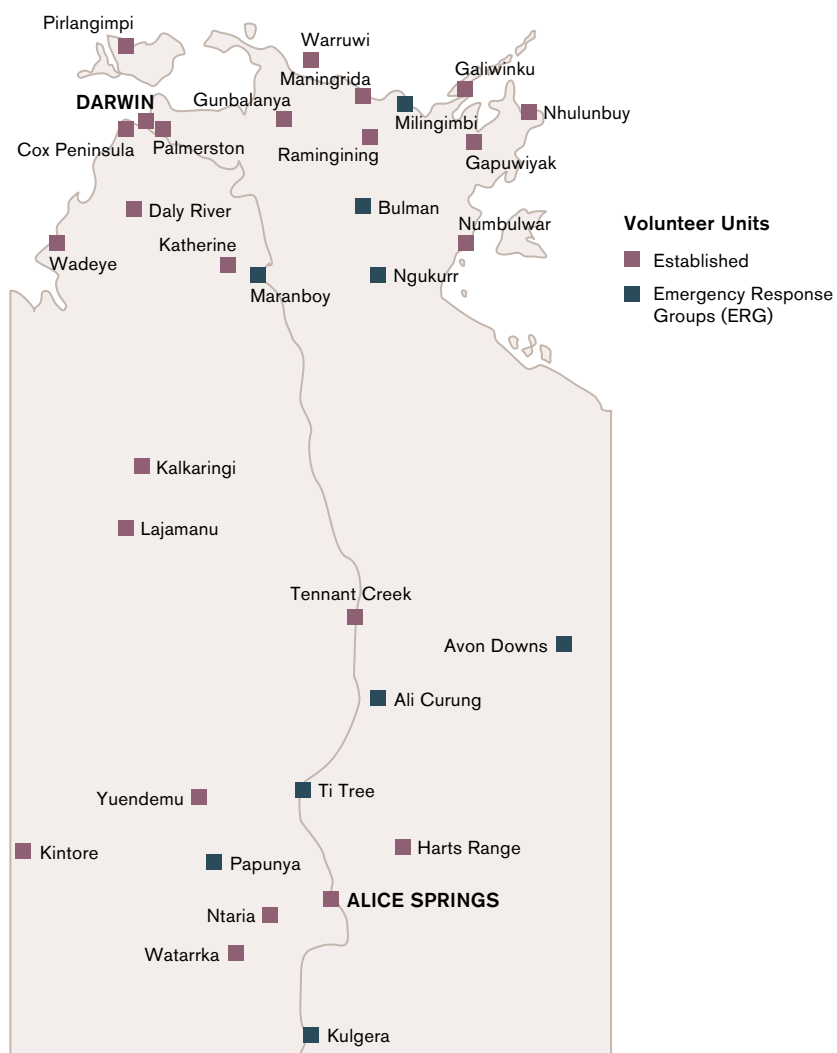 Pirlangimpi
Warruwi
Maningrida
Galiwinku
DARWIN
Gunbalanya
Milingimbi
Nhulunbuy
Cox Peninsula
Palmerston
Ramingining
Gapuwiyak
Daly River
Bulman
Numbulwar
Volunteer Units
Wadeye
Katherine
Established
Maranboy
Ngukurr
Emergency Response
Groups (ERG)
Kalkaringi
Lajamanu
Tennant Creek
Avon Downs
Ali Curung
Yuendemu
Ti Tree
Kintore
Papunya
Harts Range
ALICE SPRINGS
Ntaria
Watarrka
Kulgera